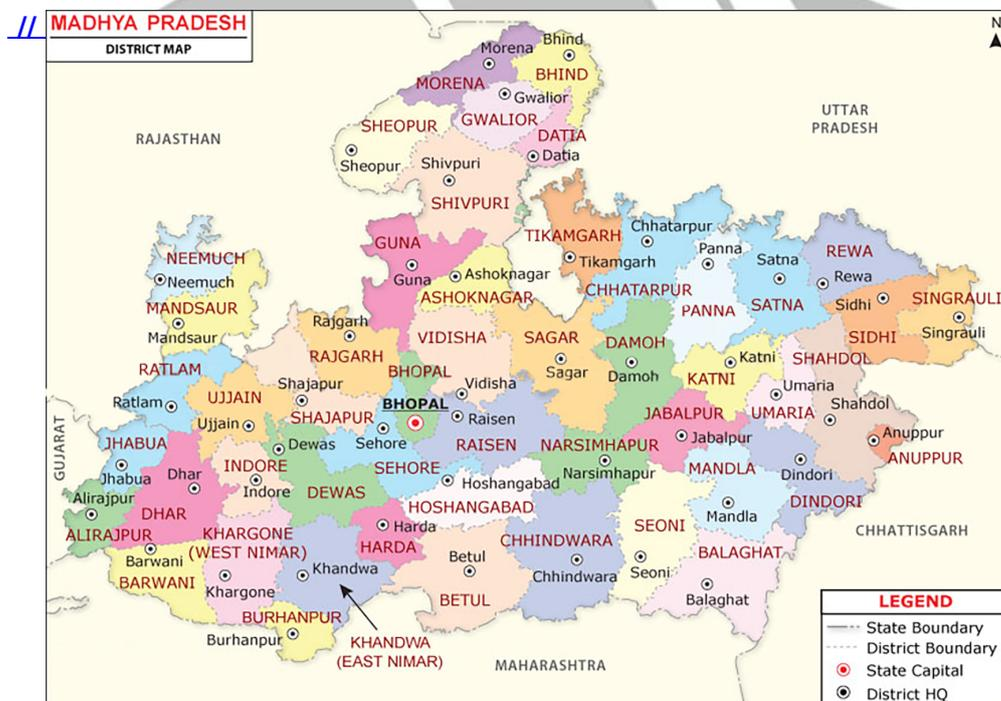 //
MADHYA PRADESH
DISTRICT MAP
N
Morena
Bhind
MORENA
BHIND
Gwalior
SHEOPUR
GWALIOR
DATIA
UTTAR
PRADESH
RAJASTHAN
Sheopur
Shivpuri
Datia
SHIVPURI
GUNA
TIKAMGARH
Chhatarpur
Panna
NEEMUCH
Neemuch
Guna
Ashoknagar
Tikamgarh
Satna
REWA
Rewa
MANDSAUR
Mandsaur
ASHOKNAGAR
CHHATARPUR
PANNA
SATNA
Sidhi
SINGRAULI
Rajgarh
VIDISHA
SAGAR
DAMOH
SIDHI
Singrauli
RATLAM
RAJGARH
BHOPAL
Sagar
Damoh
KATNI
Katni
SHAHDOL
UJJAIN
Shajapur
Vidisha
Umaria
Ratlam
SHAJAPUR
BHOPAL
Raisen
JABALPUR
UMARIA
Shahdol
Ujjain
Sehore
JHABUA
Dewas
RAISEN
NARSIMHAPUR
Jabalpur
Anuppur
ANUPPUR
Jhabua
Dhar
INDORE
SEHORE
Narsimhapur
MANDLA
Dindori
GUJARAT
Alirajpur
Indore
DEWAS
Hoshangabad
HOSHANGABAD
DINDORI
DHAR
Mandla
ALIRAJPUR
KHARGONE
(WEST NIMAR)
Harda
HARDA
SEONI
CHHATTISGARH
Barwani
BARWANI
Khandwa
Betul
CHHINDWARA
BALAGHAT
Khargone
Chhindwara
Seoni
BETUL
Balaghat
BURHANPUR
Burhanpur
KHANDWA
(EAST NIMAR)
MAHARASHTRA
LEGEND
State Boundary
District Boundary
State Capital
District HQ